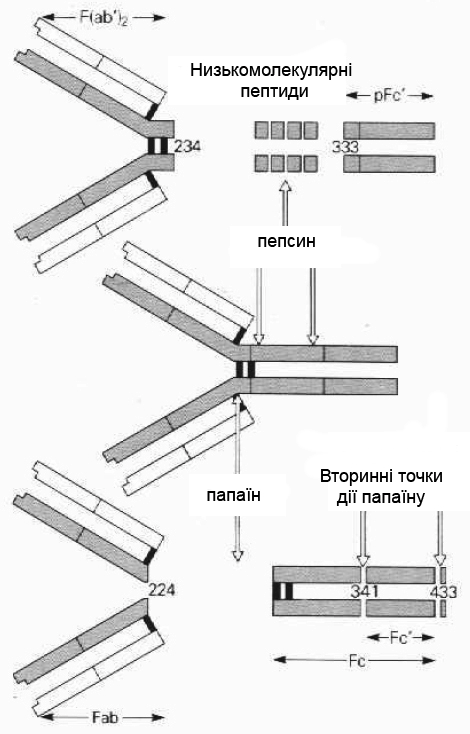 F(ab′)₂
Низькомолекулярні
пептиди
pFc′
234
333
пепсин
папаїн
Вторинні точки
дії папаїну
224
341
433
Fc′
Fc
Fab